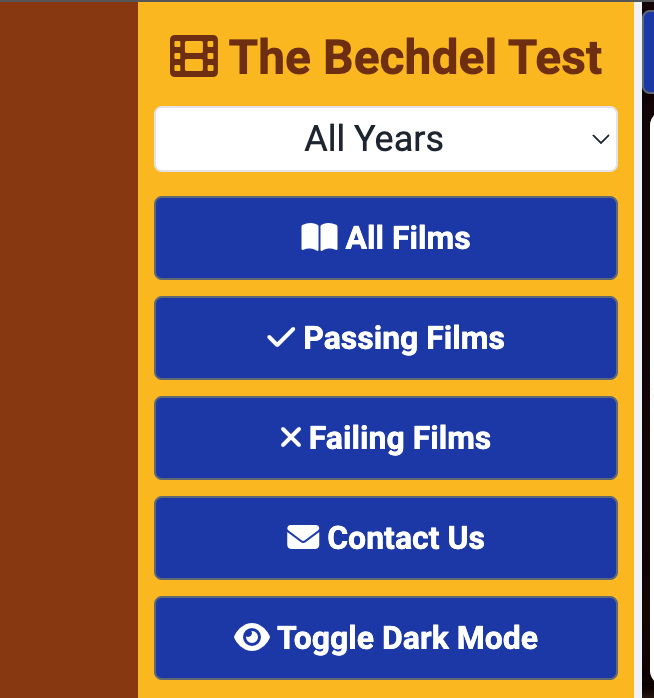 The Bechdel Test
All Years
All Films
Passing Films
Failing Films
Contact Us
Toggle Dark Mode